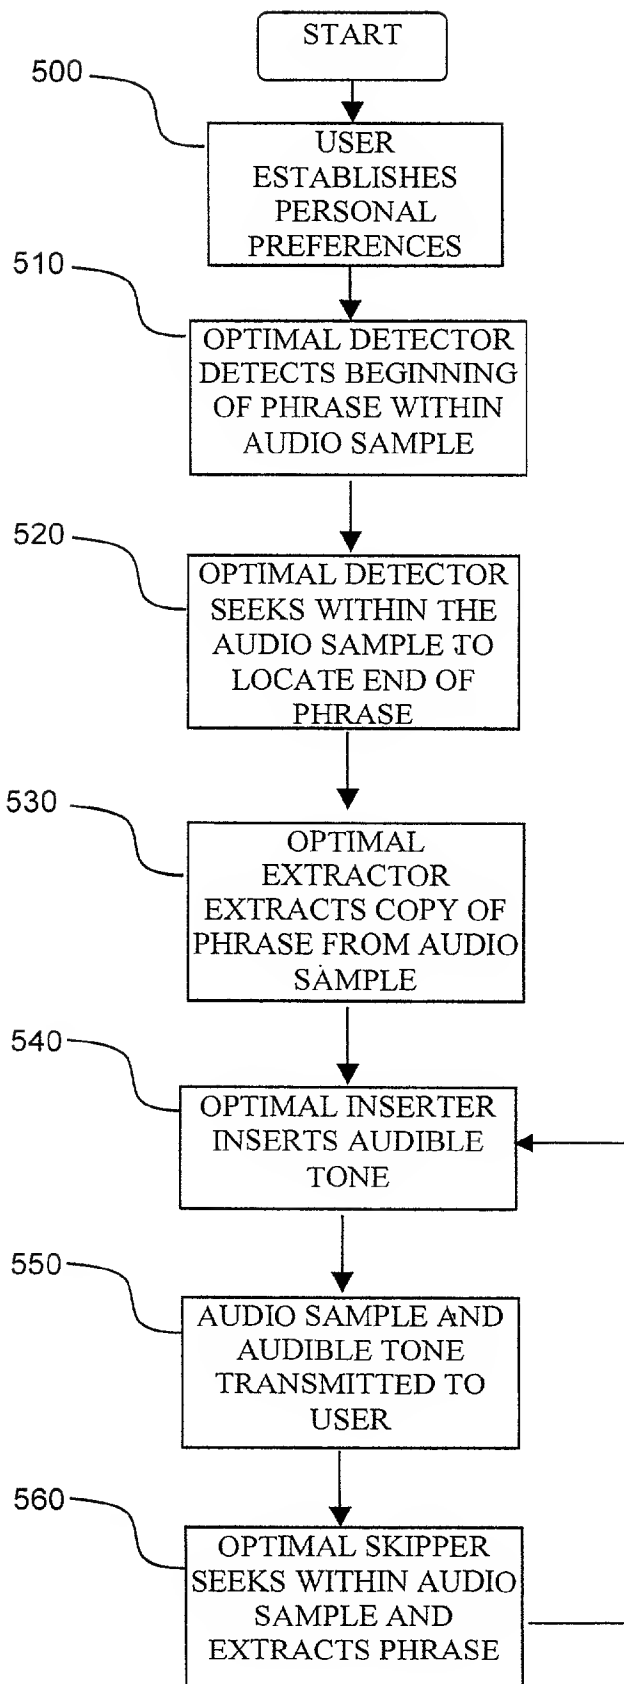 START
500
USER
ESTABLISHES
PERSONAL
PREFERENCES
510
OPTIMAL DETECTOR
DETECTS BEGINNING
OF PHRASE WITHIN
AUDIO SAMPLE
520
OPTIMAL DETECTOR
SEEKS WITHIN THE
AUDIO SAMPLE TO
LOCATE END OF
PHRASE
530
OPTIMAL
EXTRACTOR
EXTRACTS COPY OF
PHRASE FROM AUDIO
SAMPLE
540
OPTIMAL INSERTER
INSERTS AUDIBLE
TONE
550
AUDIO SAMPLE AND
AUDIBLE TONE
TRANSMITTED TO
USER
560
OPTIMAL SKIPPER
SEEKS WITHIN AUDIO
SAMPLE AND
EXTRACTS PHRASE